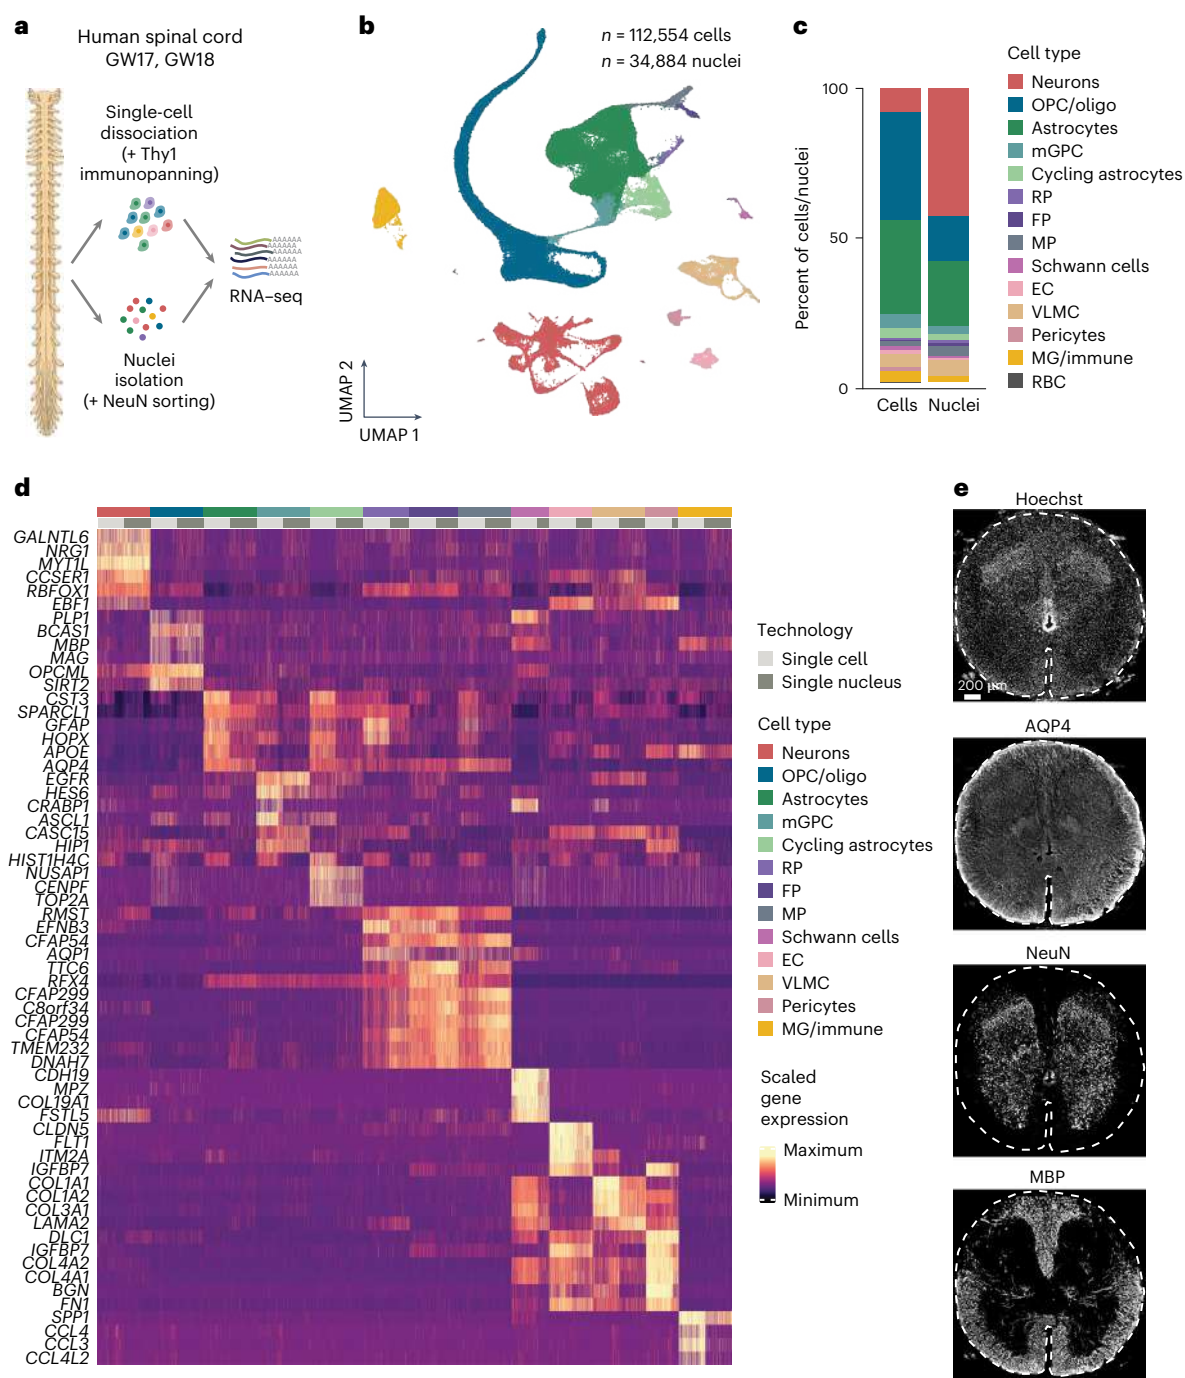 a
Human spinal cord
GW17, GW18
Single-cell
dissociation
(+ Thy1
immunopanning)
AAAAAA
AAAAAA
AAAAAA
AAAAAA
AAAAAA
AAAAAA
RNA–seq
Nuclei
isolation
(+ NeuN sorting)
b
n = 112,554 cells
n = 34,884 nuclei
UMAP 2
UMAP 1
c
Percent of cells/nuclei
100
50
0
Cells
Nuclei
Cell type
Neurons
OPC/oligo
Astrocytes
mGPC
Cycling astrocytes
RP
FP
MP
Schwann cells
EC
VLMC
Pericytes
MG/immune
RBC
d
GALNTL6
NRG1
MYT1L
CCSER1
RBFOX1
EBF1
PLP1
BCAS1
MBP
MAG
OPCML
SIRT2
CST3
SPARCL1
GFAP
HOPX
APOE
AQP4
EGFR
HES6
CRABP1
ASCL1
CASC15
HIP1
HIST1H4C
NUSAP1
CENPF
TOP2A
RMST
EFNB3
CFAP54
AQP1
TTC6
RFX4
CFAP299
C8orf34
CFAP299
CFAP54
TMEM232
DNAH7
CDH19
MPZ
COL19A1
FSTL5
CLDN5
FLT1
ITM2A
IGFBP7
COL1A1
COL1A2
COL3A1
LAMA2
DLC1
IGFBP7
COL4A2
COL4A1
BGN
FN1
SPP1
CCL4
CCL3
CCL4L2
Technology
Single cell
Single nucleus
Cell type
Neurons
OPC/oligo
Astrocytes
mGPC
Cycling astrocytes
RP
FP
MP
Schwann cells
EC
VLMC
Pericytes
MG/immune
Scaled
gene
expression
Maximum
Minimum
e
Hoechst
200 µm
AQP4
NeuN
MBP